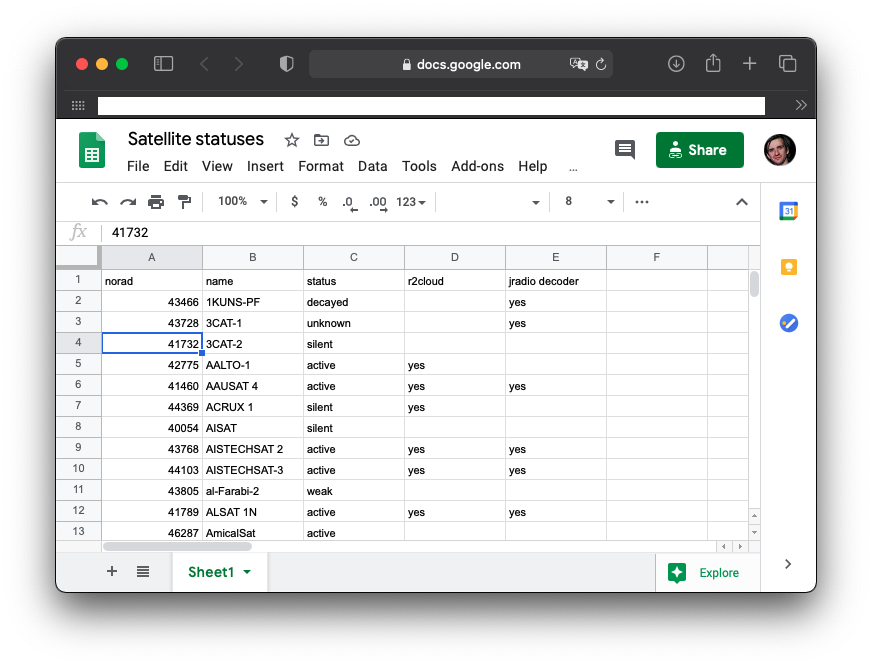 docs.google.com
Satellite statuses
File Edit View Insert Format Data Tools Add-ons Help ...
Share
31
100% $ % .0 .00 123 8 ...
fx 41732
A B C D E F
1 norad name status r2cloud jradio decoder
2 43466 1KUNS-PF decayed yes
3 43728 3CAT-1 unknown yes
4 41732 3CAT-2 silent
5 42775 AALTO-1 active yes
6 41460 AAUSAT 4 active yes yes
7 44369 ACRUX 1 silent yes
8 40054 AISAT silent
9 43768 AISTECHSAT 2 active yes yes
10 44103 AISTECHSAT-3 active yes yes
11 43805 al-Farabi-2 weak
12 41789 ALSAT 1N active yes yes
13 46287 AmicalSat active
+ Sheet1 Explore